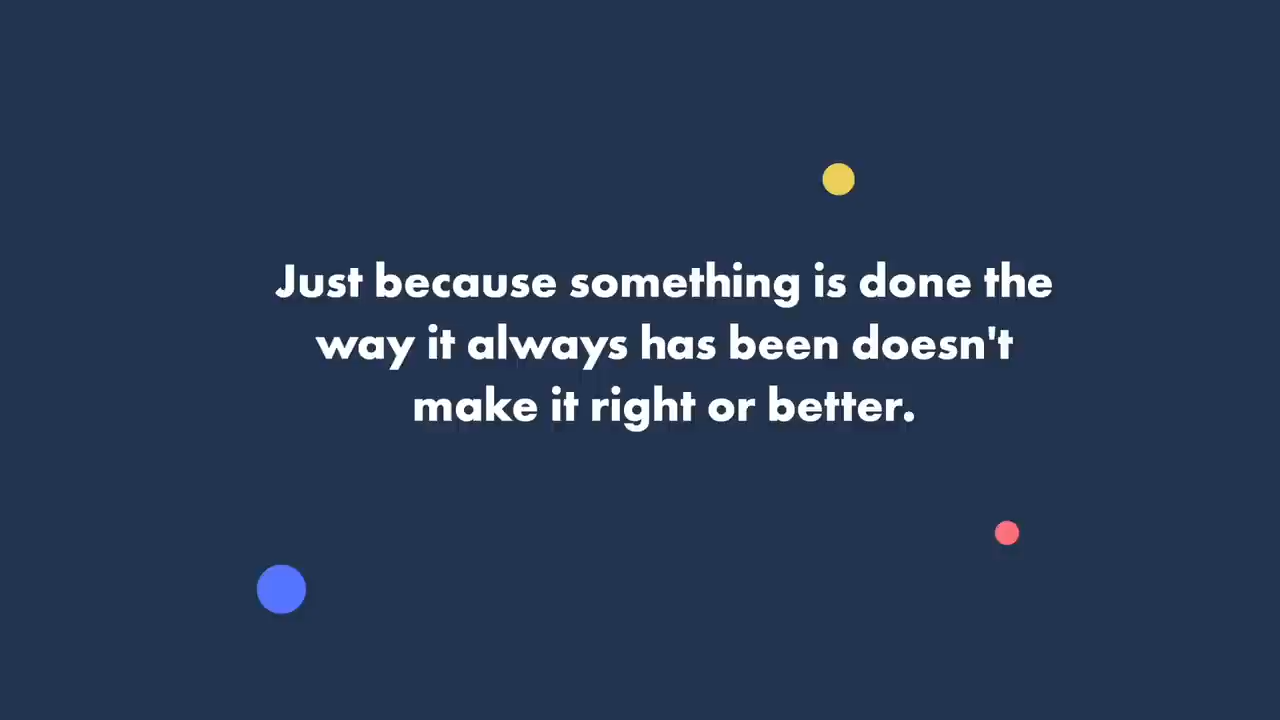 Just because something is done the
way it always has been doesn't
make it right or better.